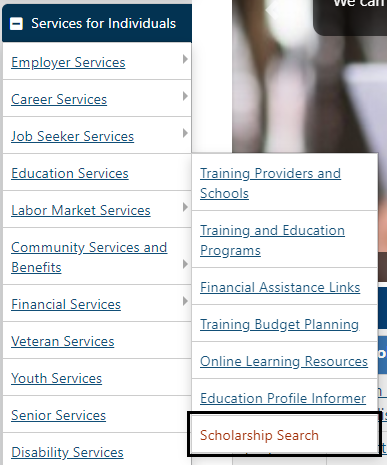 We can
Services for Individuals
Employer Services
Career Services
Job Seeker Services
Education Services
Labor Market Services
Community Services and
Benefits
Financial Services
Veteran Services
Youth Services
Senior Services
Disability Services
Training Providers and
Schools
Training and Education
Programs
Financial Assistance Links
Training Budget Planning
Online Learning Resources
Education Profile Informer
Scholarship Search